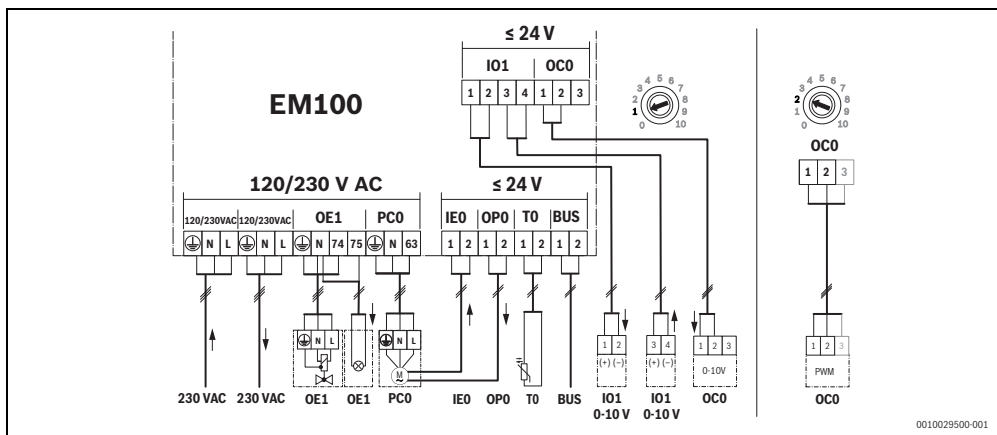 ≤ 24 V
IO1 OC0
1 2 3 4 1 2 3
EM100
0 1 2 3 4 5 6 7 8 9 10
0 1 2 3 4 5 6 7 8 9 10
OC0
1 2 3
120/230 V AC
≤ 24 V
120/230VAC 120/230VAC OE1 PC0
IE0 OP0 T0 BUS
N L N L N 74 75 N 63
1 2 1 2 1 2 1 2
N L
N L
M
~
1 2
(+) (–)
3 4
(+) (–)
1 2 3
0-10V
1 2 3
PWM
230 VAC 230 VAC OE1 OE1 PC0 IE0 OP0 T0 BUS
IO1
0-10 V
IO1
0-10 V
OC0
OC0
0010029500-001